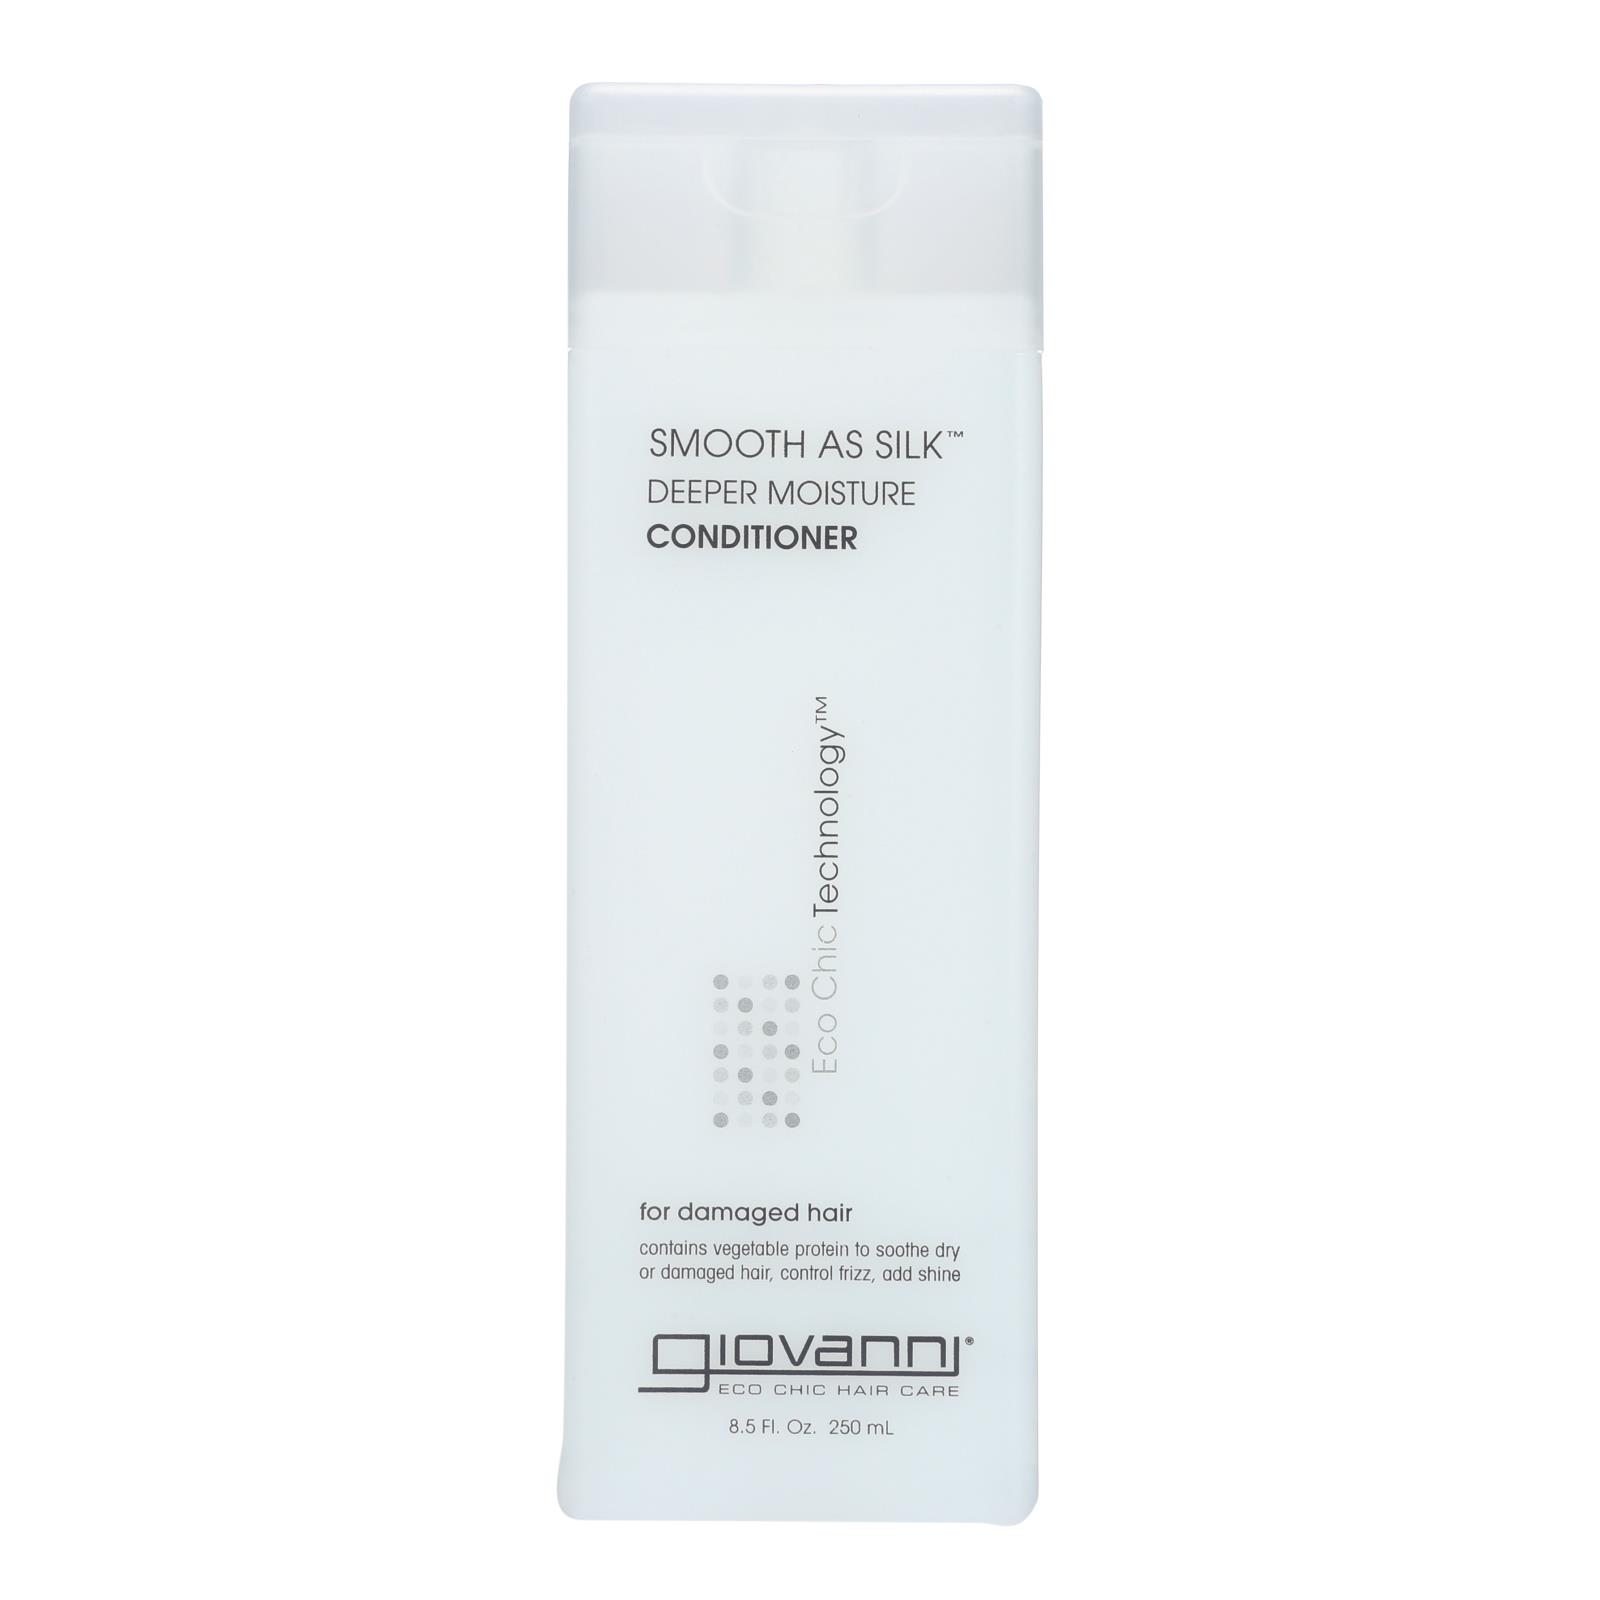 SMOOTH AS SILK™
DEEPER MOISTURE
CONDITIONER
Eco Chic Technology™
for damaged hair
contains vegetable protein to soothe dry
or damaged hair, control frizz, add shine
giovanni®
ECO CHIC HAIR CARE
8.5 Fl. Oz. 250 mL